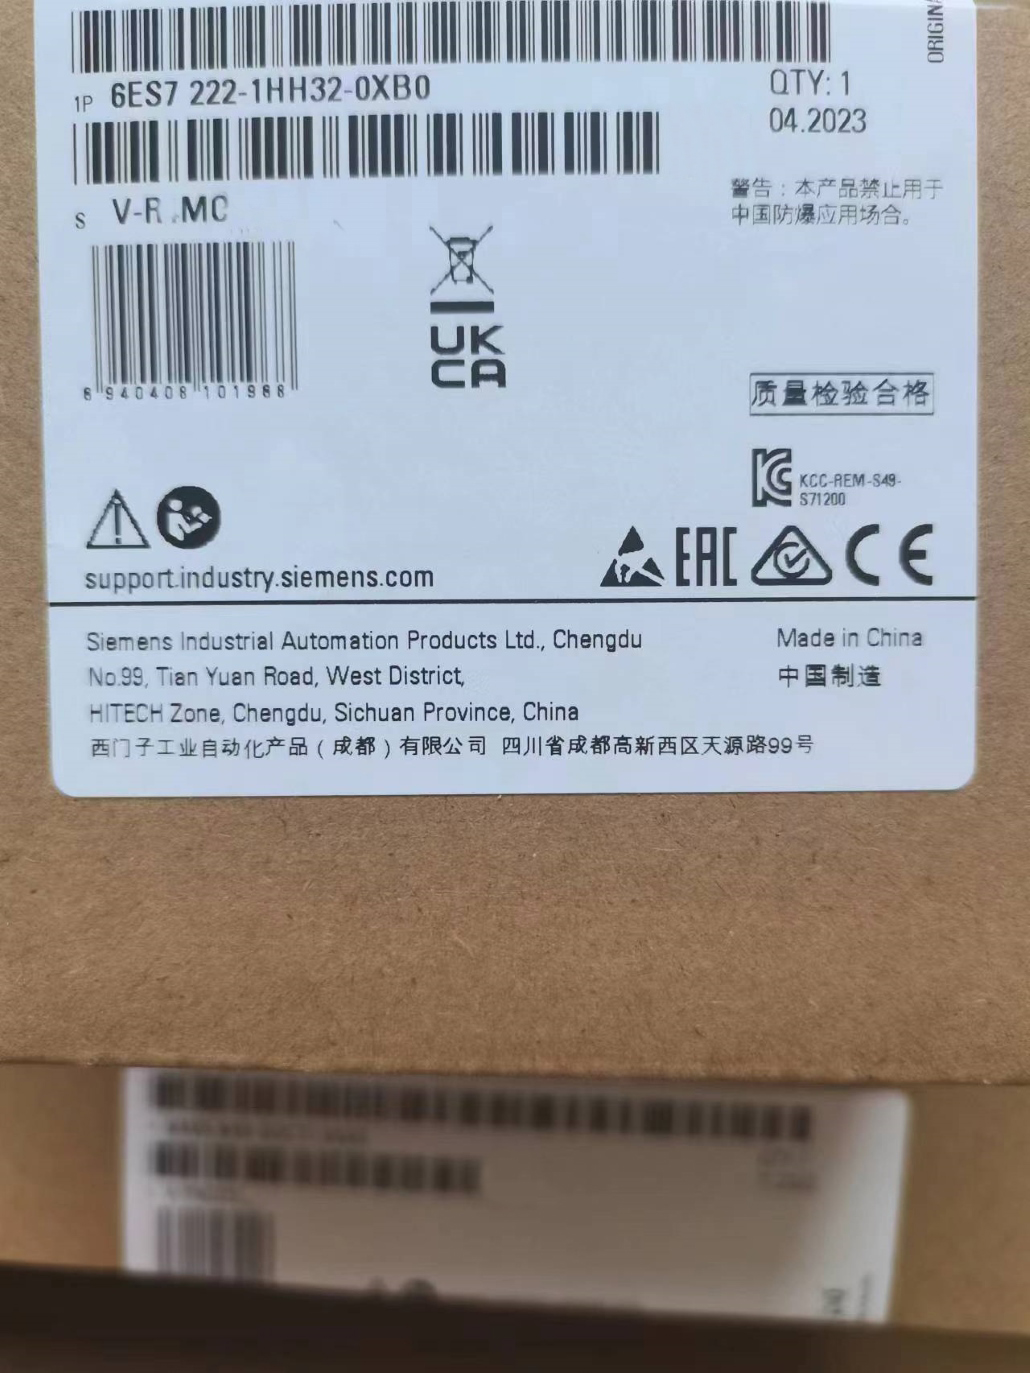 ORIGINA
1P 6ES7 222-1HH32-0XB0
QTY: 1
04.2023
S V-R MC
警告：本产品禁止用于
中国防爆应用场合。
UK
CA
6 940408 101988
质量检验合格
KCC-REM-S49-
S71200
EAC
CE
support.industry.siemens.com
Siemens Industrial Automation Products Ltd., Chengdu
Made in China
No.99, Tian Yuan Road, West District,
中国制造
HITECH Zone, Chengdu, Sichuan Province, China
西门子工业自动化产品（成都）有限公司 四川省成都高新西区天源路99号